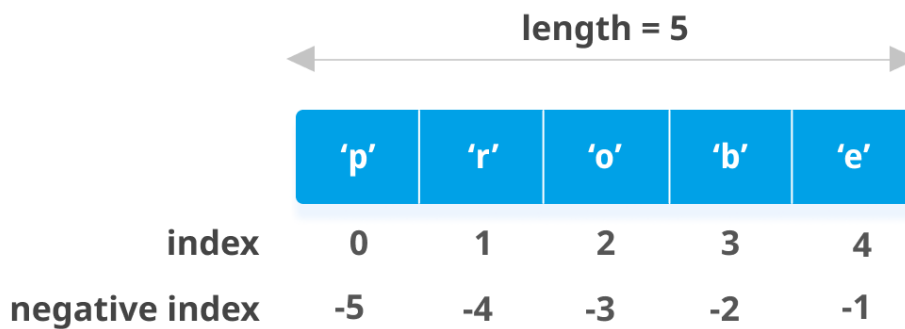 length = 5
‘p’ ‘r’ ‘o’ ‘b’ ‘e’
index 0 1 2 3 4
negative index -5 -4 -3 -2 -1